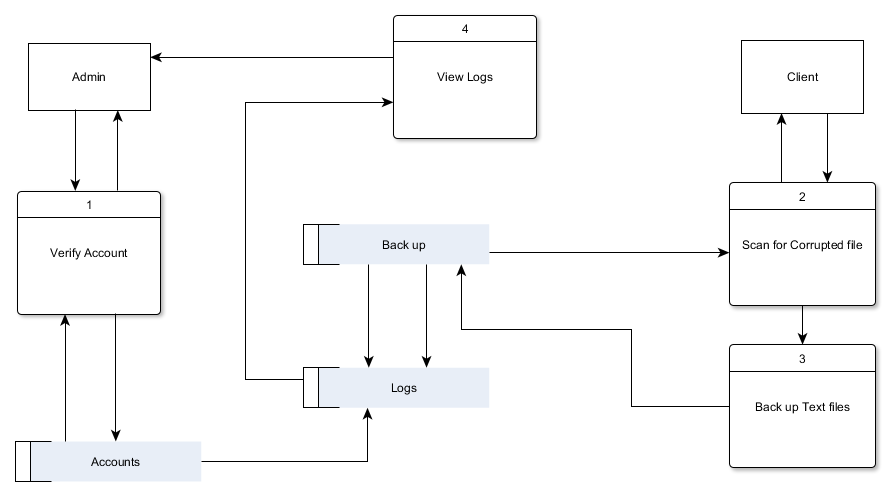 4
View Logs
Admin
Client
1
Verify Account
2
Scan for Corrupted file
Back up
3
Back up Text files
Logs
Accounts